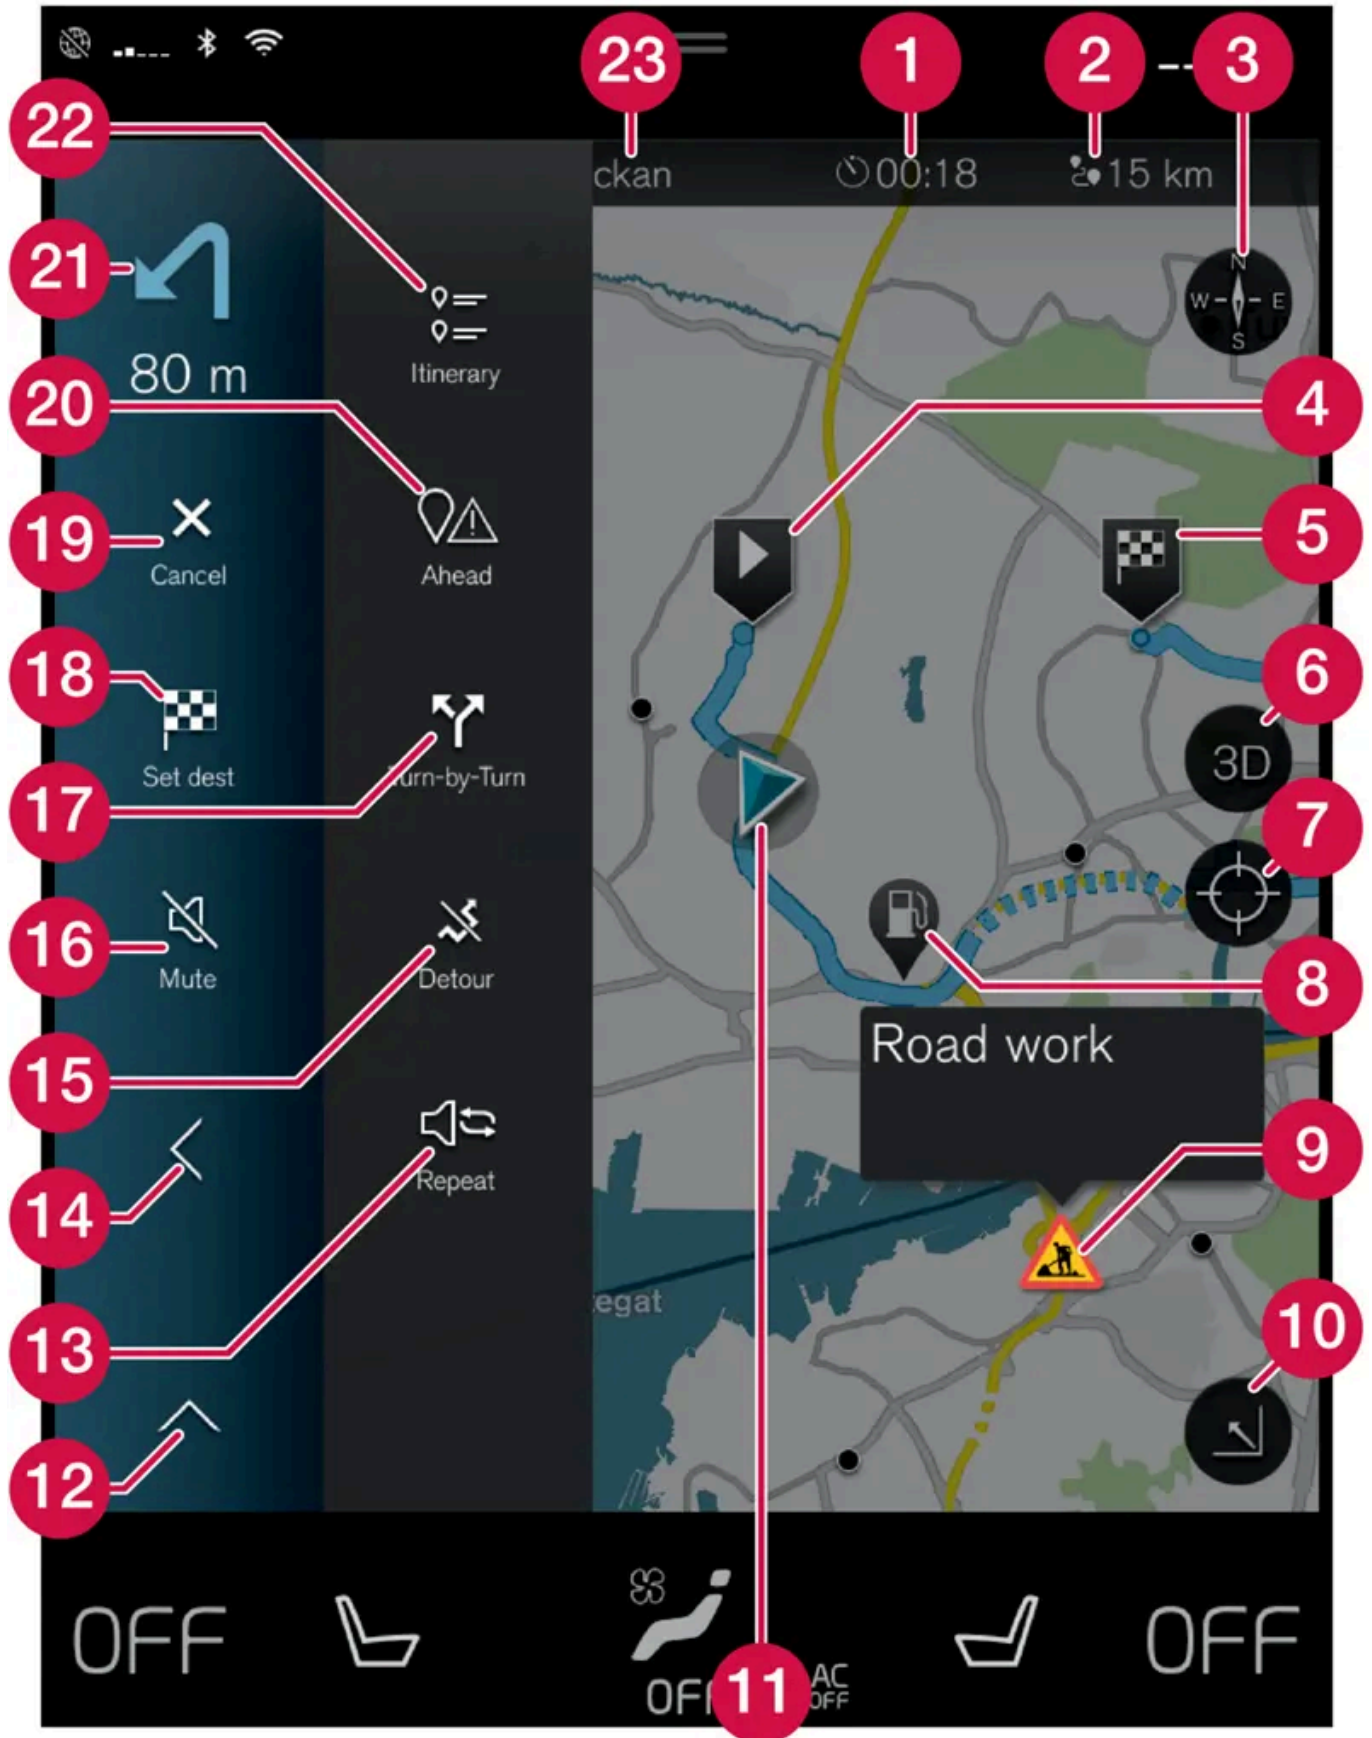 23
1
2
3
22
ckan
00:18
15 km
21
N
W
E
S
80 m
Itinerary
20
4
19
Cancel
Ahead
5
18
Set dest
Turn-by-Turn
6
3D
17
7
16
Mute
Detour
8
15
Road work
14
Repeat
9
13
egat
10
12
OFF
OFF
11
AC
OFF
OFF